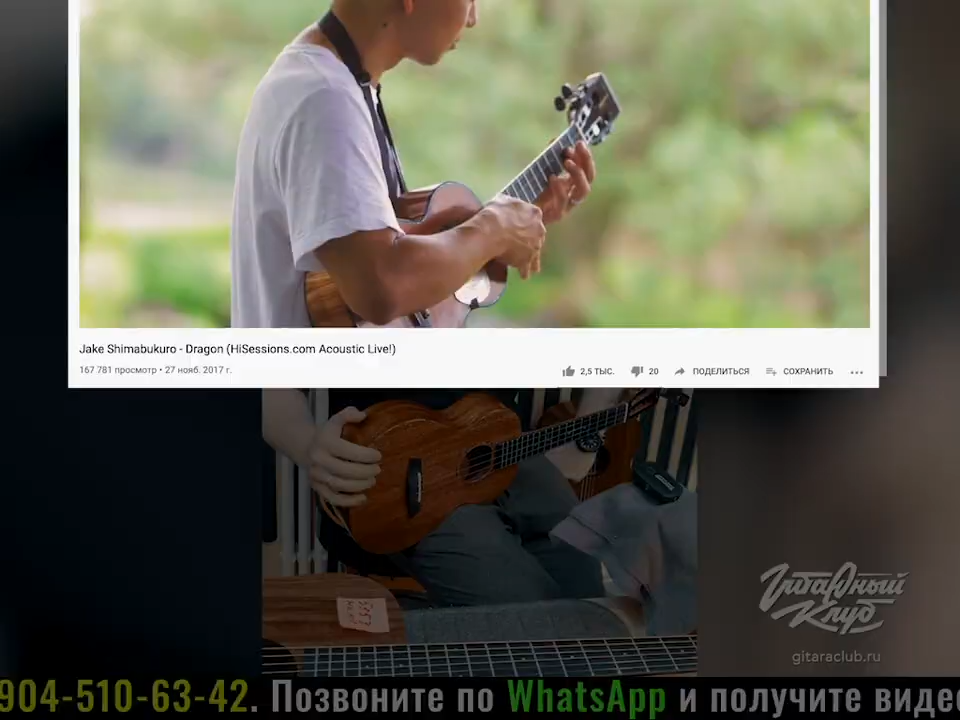 Jake Shimabukuro - Dragon (HiSessions.com Acoustic Live!)
167 781 просмотр • 27 нояб. 2017 г.
2,5 ТЫС. 20 ПОДЕЛИТЬСЯ СОХРАНИТЬ
Гитарный
Клуб
gitaraclub.ru
904-510-63-42. Позвоните по WhatsApp и получите виде